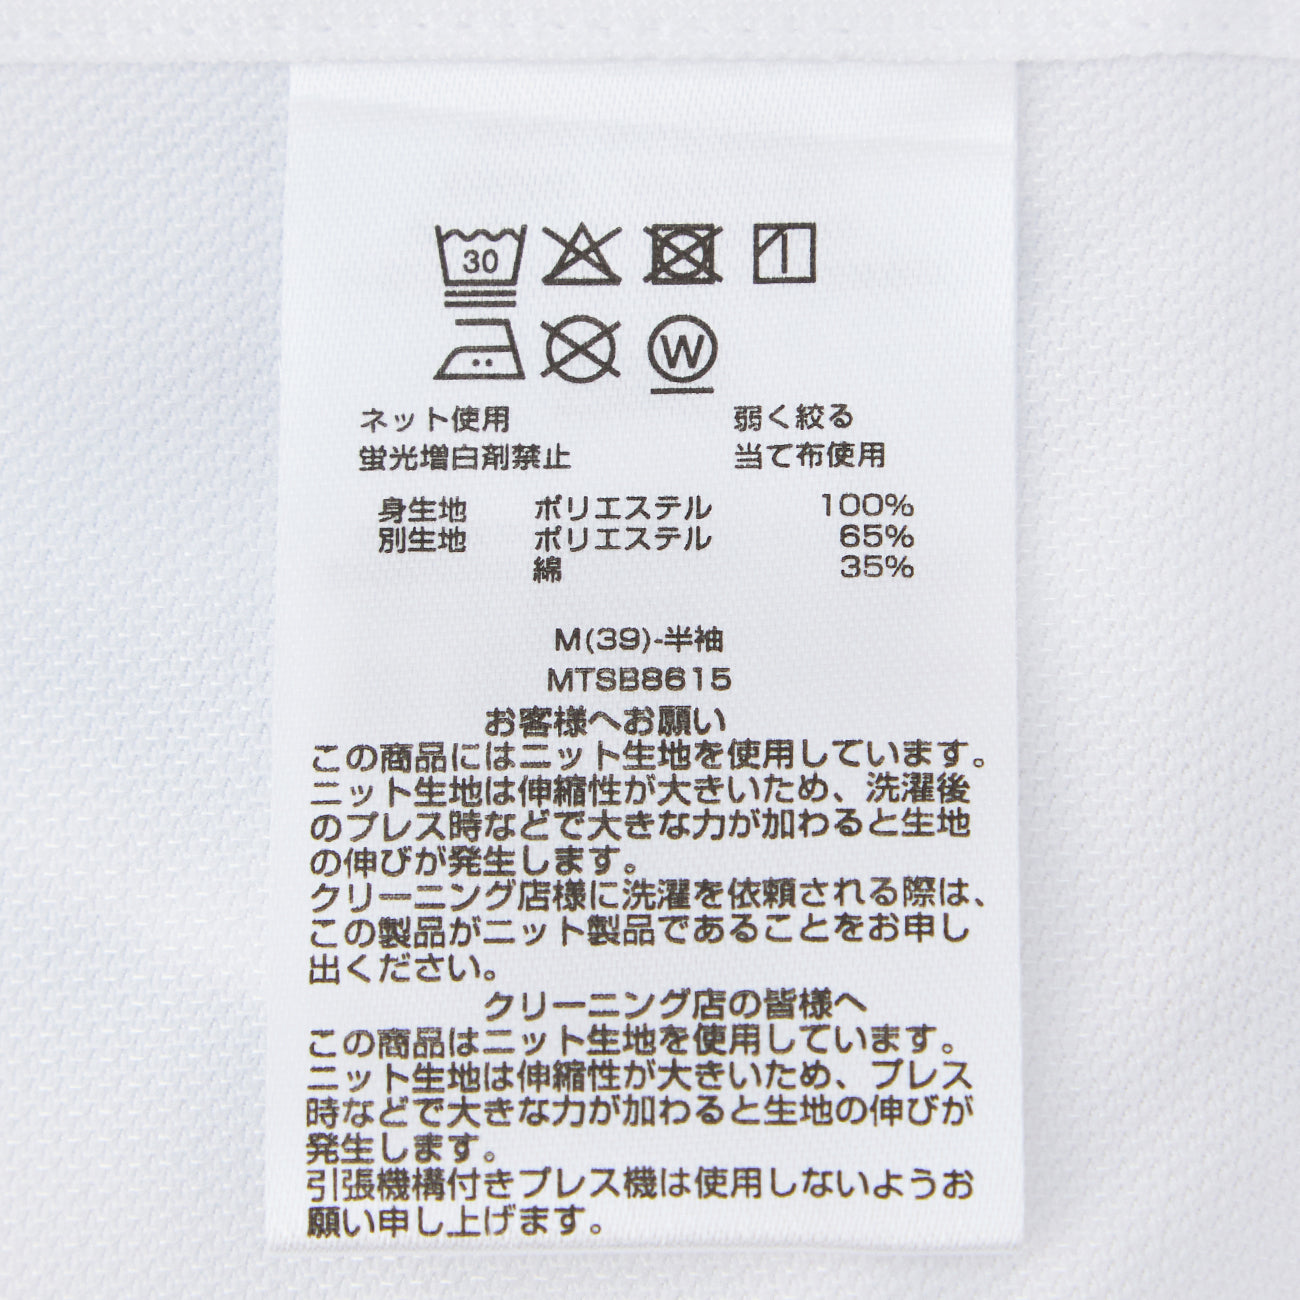 30
W
ネット使用 弱く絞る
蛍光増白剤禁止 当て布使用
身生地 ポリエステル 100%
別生地 ポリエステル 65%
綿 35%
M(39)-半袖
MTSB8615
お客様へお願い
この商品にはニット生地を使用しています。
ニット生地は伸縮性が大きいため、洗濯後
のプレス時などで大きな力が加わると生地
の伸びが発生します。
クリーニング店様に洗濯を依頼される際は、
この製品がニット製品であることをお申し
出ください。
クリーニング店の皆様へ
この商品はニット生地を使用しています。
ニット生地は伸縮性が大きいため、プレス
時などで大きな力が加わると生地の伸びが
発生します。
引張機構付きプレス機は使用しないようお
願い申し上げます。